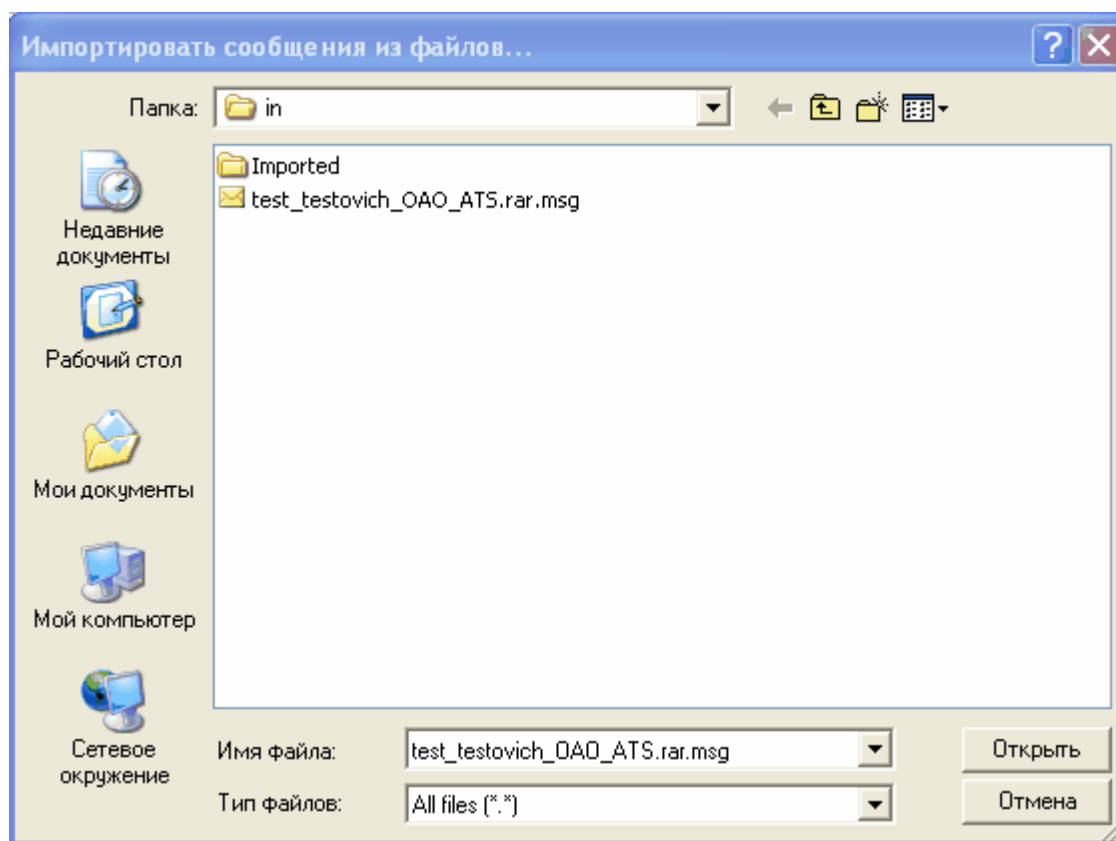 Импортировать сообщения из файлов...
Папка:
in
Imported
test_testovich_OAO_ATS.rar.msg
Недавние
документы
Рабочий стол
Мои документы
Мой компьютер
Сетевое
окружение
Имя файла:
test_testovich_OAO_ATS.rar.msg
Открыть
Тип файлов:
All files (*.*)
Отмена